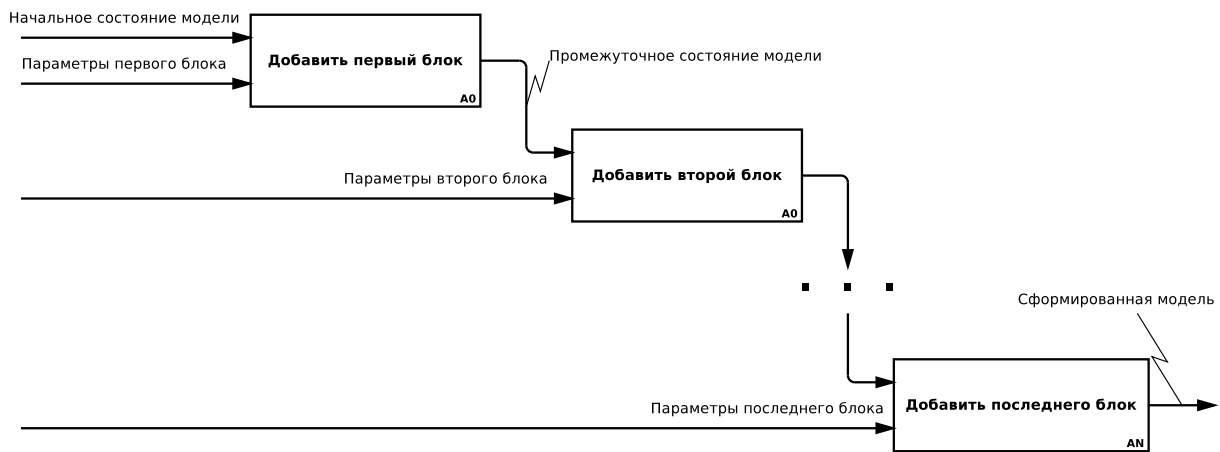 Начальное состояние модели
Параметры первого блока
Добавить первый блок
A0
Промежуточное состояние модели
Параметры второго блока
Добавить второй блок
A0
Сформированная модель
Параметры последнего блока
Добавить последнего блок
AN